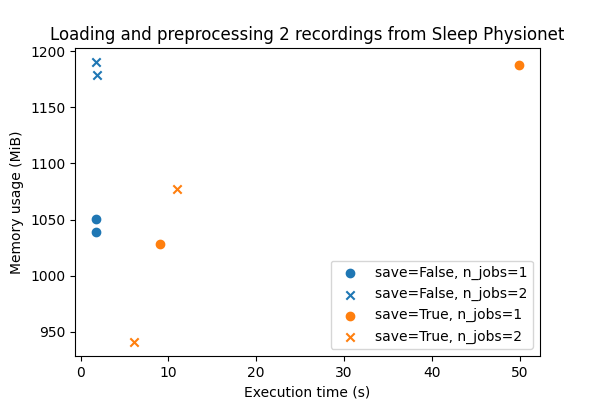 Loading and preprocessing 2 recordings from Sleep Physionet
1200
1150
1100
1050
1000
950
Memory usage (MiB)
save=False, n_jobs=1
save=False, n_jobs=2
save=True, n_jobs=1
save=True, n_jobs=2
0 10 20 30 40 50
Execution time (s)